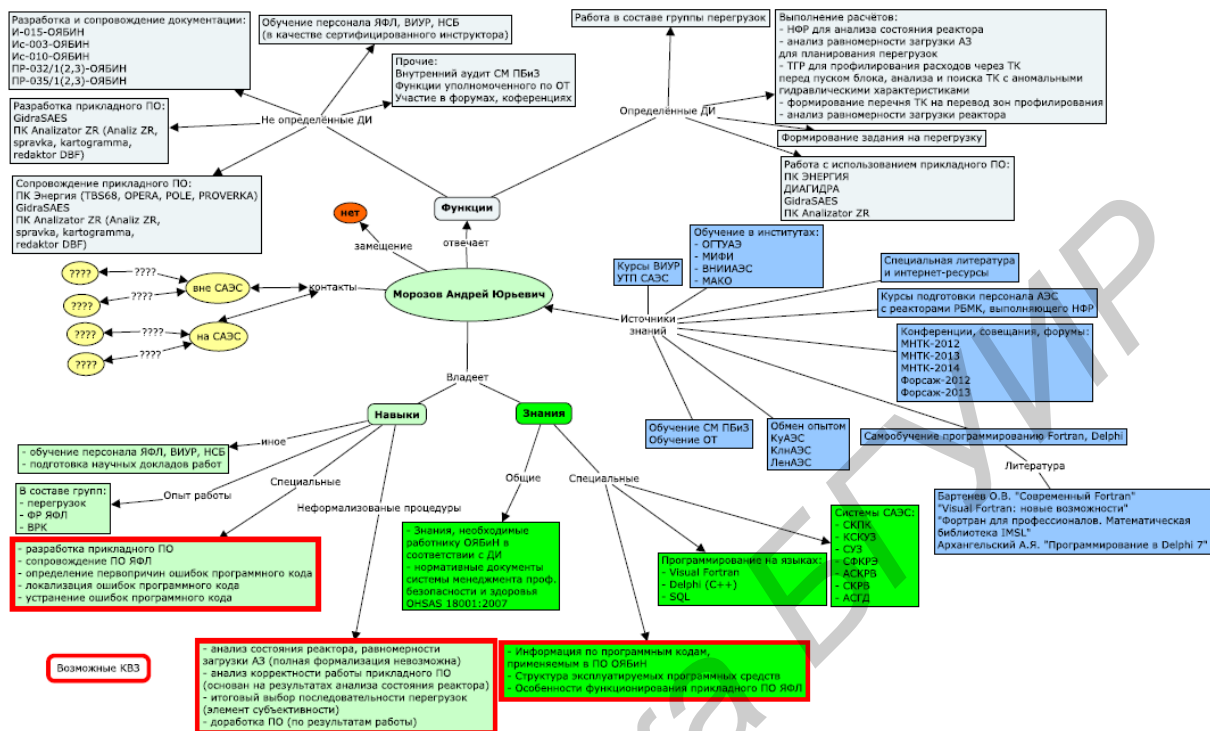 Разработка и сопровождение документации:
И-015-ОЯБИН
Ис-003-ОЯБИН
Ис-010-ОЯБИН
ПР-032/1(2,3)-ОЯБИН
ПР-035/1(2,3)-ОЯБИН
Обучение персонала ЯФЛ, ВИУР, НСБ
(в качестве сертифицированного инструктора)
Прочие:
Внутренний аудит СМ ПБиЗ
Функции уполномоченного по ОТ
Участие в форумах, коференциях
Разработка прикладного ПО:
GidraSAES
ПК Analizator ZR (Analiz ZR,
spravka, kartogramma,
redaktor DBF)
Не определённые ДИ
Сопровождение прикладного ПО:
ПК Энергия (TBS68, OPERA, POLE, PROVERKA)
GidraSAES
ПК Analizator ZR (Analiz ZR,
spravka, kartogramma,
redaktor DBF)
Работа в составе группы перегрузок
Выполнение расчётов:
- НФР для анализа состояния реактора
- анализ равномерности загрузки АЗ
для планирования перегрузок
- ТГР для профилирования расходов через ТК
перед пуском блока, анализа и поиска ТК с аномальными
гидравлическими характеристиками
- формирование перечня ТК на перевод зон профилирования
- анализ равномерности загрузки реактора
Определённые ДИ
Формирование задания на перегрузку
Работа с использованием прикладного ПО:
ПК ЭНЕРГИЯ
ДИАГИДРА
GidraSAES
ПК Analizator ZR
Функции
нет
замещение
отвечает
Морозов Андрей Юрьевич
контакты
вне САЭС
на САЭС
????
????
????
????
????
????
????
????
Источники
знаний
Курсы ВИУР
УТП САЭС
Обучение в институтах:
- ОГТУАЭ
- МИФИ
- ВНИИАЭС
- МАКО
Специальная литература
и интернет-ресурсы
Курсы подготовки персонала АЭС
с реакторами РБМК, выполняющего НФР
Конференции, совещания, форумы:
МНТК-2012
МНТК-2013
МНТК-2014
Форсаж-2012
Форсаж-2013
Самообучение программированию Fortran, Delphi
Литература
Бартенев О.В. "Современный Fortran"
"Visual Fortran: новые возможности"
"Фортран для профессионалов. Математическая
библиотека IMSL"
Архангельский А.Я. "Программирование в Delphi 7"
Обмен опытом
КуАЭС
КлнАЭС
ЛенАЭС
Обучение СМ ПБиЗ
Обучение ОТ
Владеет
Навыки
Знания
иное
- обучение персонала ЯФЛ, ВИУР, НСБ
- подготовка научных докладов работ
Опыт работы
В составе групп:
- перегрузок
- ФР ЯФЛ
- ВРК
Специальные
- разработка прикладного ПО
- сопровождение ПО ЯФЛ
- определение первопричин ошибок программного кода
- локализация ошибок программного кода
- устранение ошибок программного кода
Неформализованые процедуры
- анализ состояния реактора, равномерности
загрузки АЗ (полная формализация невозможна)
- анализ корректности работы прикладного ПО
(основан на результатах анализа состояния реактора)
- итоговый выбор последовательности перегрузок
(элемент субъективности)
- доработка ПО (по результатам работы)
Общие
- Знания, необходимые
работнику ОЯБиН в
соответствии с ДИ
- нормативные документы
системы менеджмента проф.
безопасности и здоровья
OHSAS 18001:2007
Специальные
Программирование на языках:
- Visual Fortran
- Delphi (C++)
- SQL
Системы САЭС:
- СКПК
- КСКУЗ
- СУЗ
- СФКРЭ
- АСКРВ
- СКРВ
- АСГД
- Информация по программным кодам,
применяемым в ПО ОЯБиН
- Структура эксплуатируемых программных средств
- Особенности функционирования прикладного ПО ЯФЛ
Возможные КВЗ
БГУИР